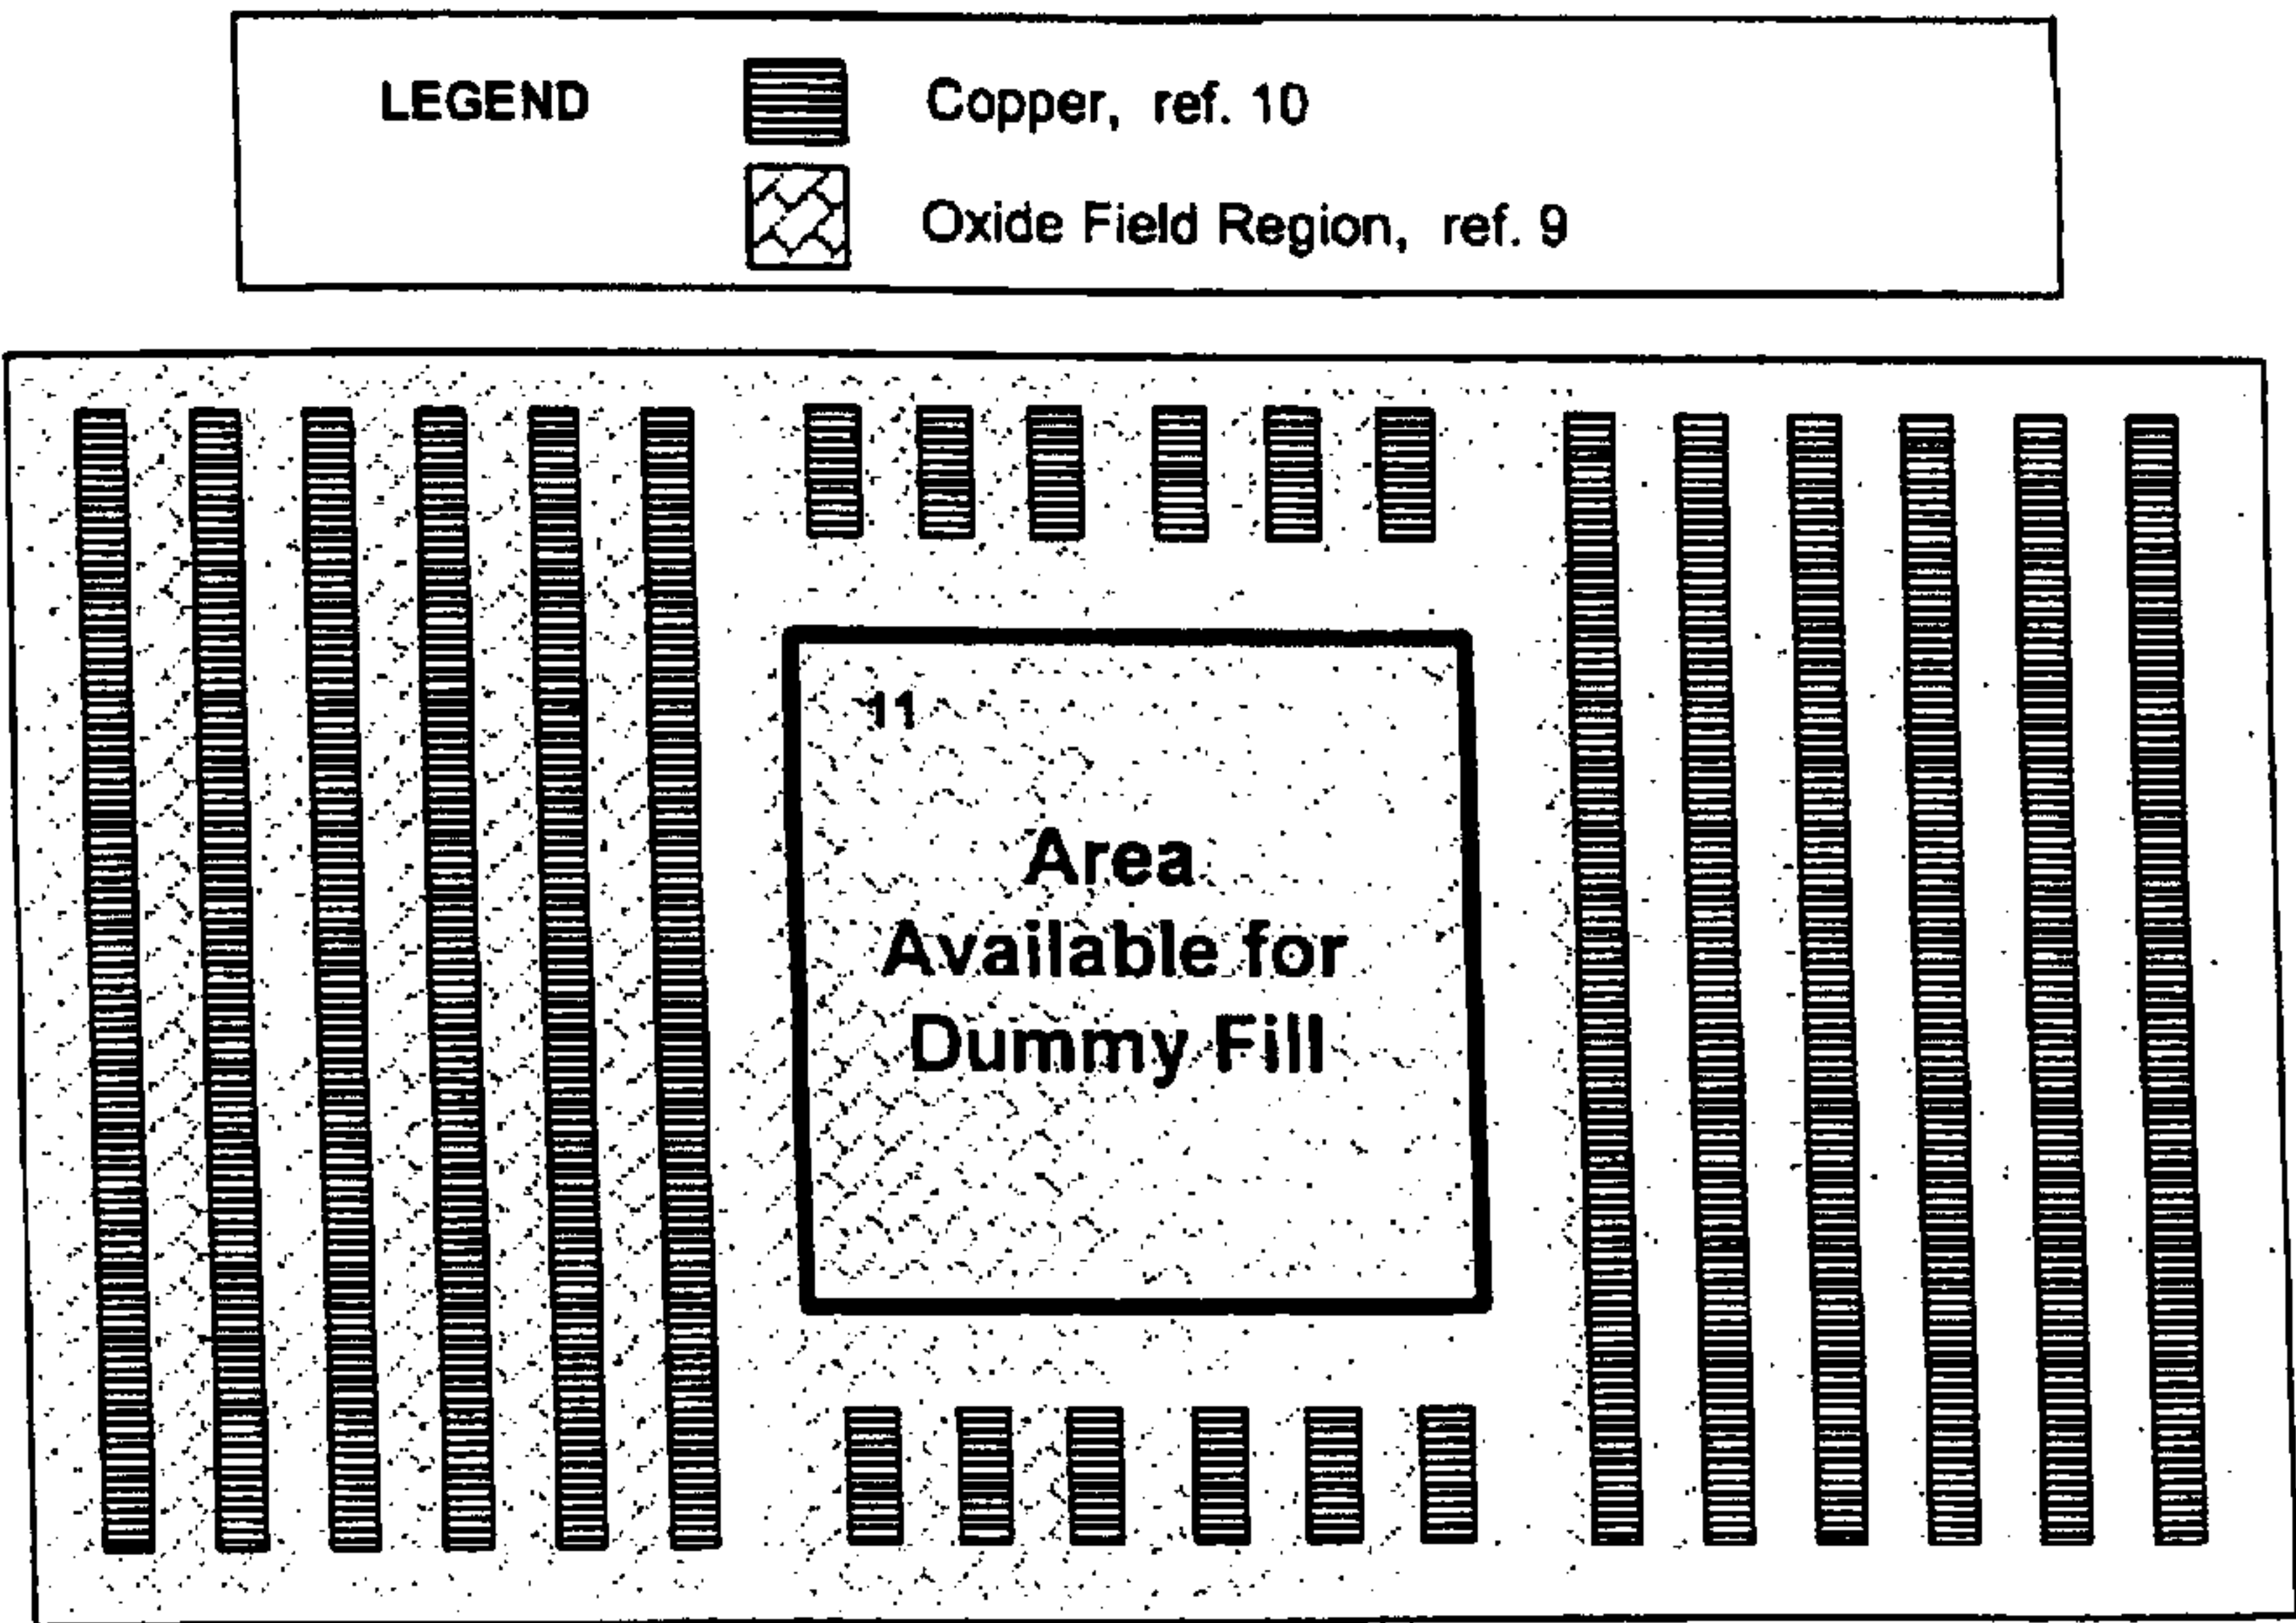 LEGEND
Copper, ref. 10
Oxide Field Region, ref. 9
11
Area
Available for
Dummy Fill